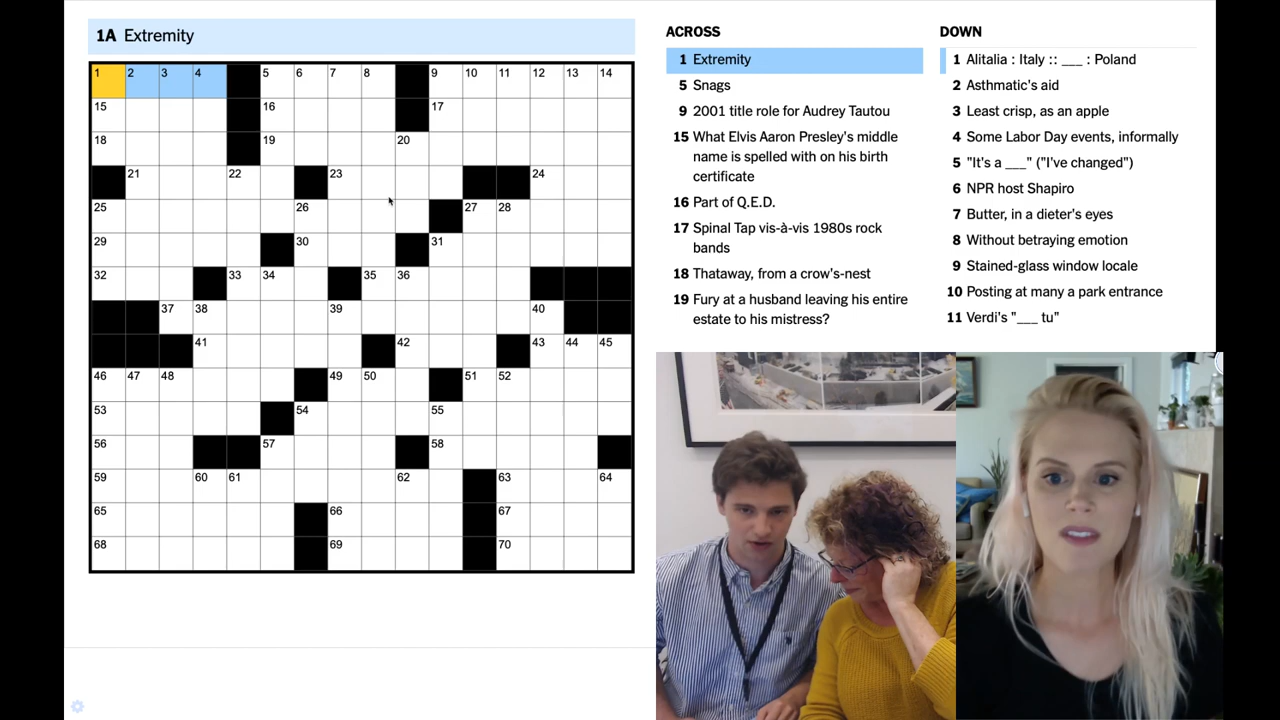 1A Extremity
1 2 3 4 5 6 7 8 9 10 11 12 13 14
15 16 17
18 19 20
21 22 23 24
25 26 27 28
29 30 31
32 33 34 35 36
37 38 39 40
41 42 43 44 45
46 47 48 49 50 51 52
53 54 55
56 57 58
59 60 61 62 63 64
65 66 67
68 69 70
ACROSS
1 Extremity
5 Snags
9 2001 title role for Audrey Tautou
15 What Elvis Aaron Presley's middle
name is spelled with on his birth
certificate
16 Part of Q.E.D.
17 Spinal Tap vis-à-vis 1980s rock
bands
18 Thataway, from a crow's-nest
19 Fury at a husband leaving his entire
estate to his mistress?
DOWN
1 Alitalia : Italy :: ___ : Poland
2 Asthmatic's aid
3 Least crisp, as an apple
4 Some Labor Day events, informally
5 "It's a ___" ("I've changed")
6 NPR host Shapiro
7 Butter, in a dieter's eyes
8 Without betraying emotion
9 Stained-glass window locale
10 Posting at many a park entrance
11 Verdi's "___ tu"